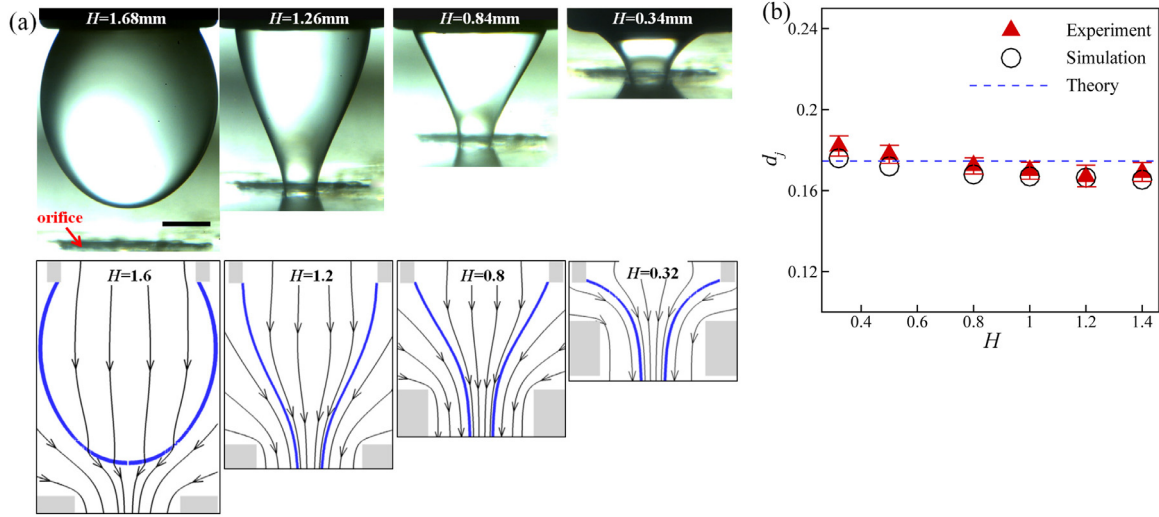 (a)
H=1.68mm
H=1.26mm
H=0.84mm
H=0.34mm
orifice
H=1.6
H=1.2
H=0.8
H=0.32
(b)
0.24
0.2
0.16
0.12
d_j
Experiment
Simulation
Theory
0.4 0.6 0.8 1 1.2 1.4
H